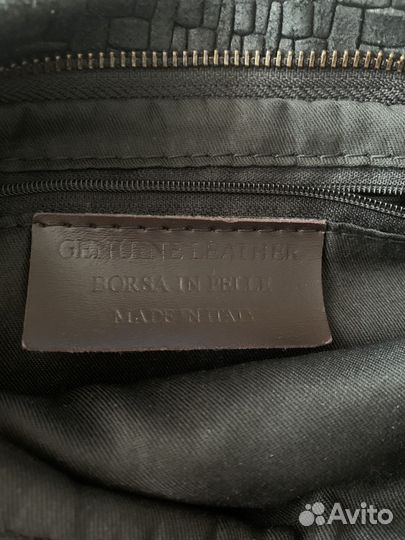 GENUINE LEATHER
BORSA IN PELLE
MADE IN ITALY
Avito